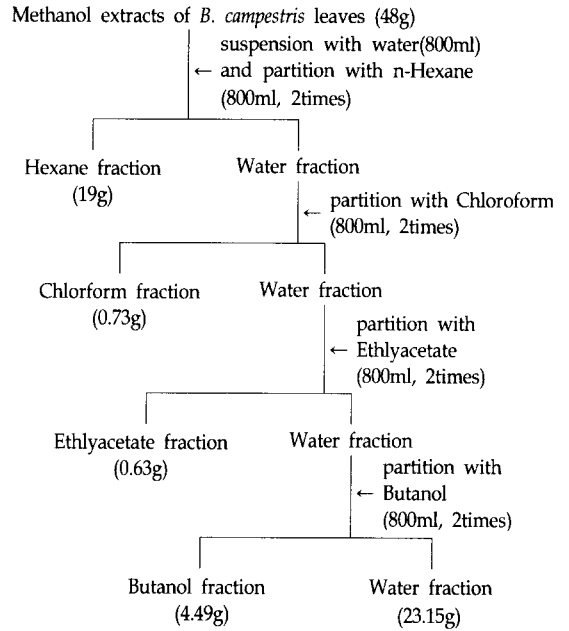 Methanol extracts of B. campestris leaves (48g)
suspension with water(800ml)
← and partition with n-Hexane
(800ml, 2times)
Hexane fraction
(19g)
Water fraction
← partition with Chloroform
(800ml, 2times)
Chlorform fraction
(0.73g)
Water fraction
partition with
← Ethlyacetate
(800ml, 2times)
Ethlyacetate fraction
(0.63g)
Water fraction
partition with
← Butanol
(800ml, 2times)
Butanol fraction
(4.49g)
Water fraction
(23.15g)